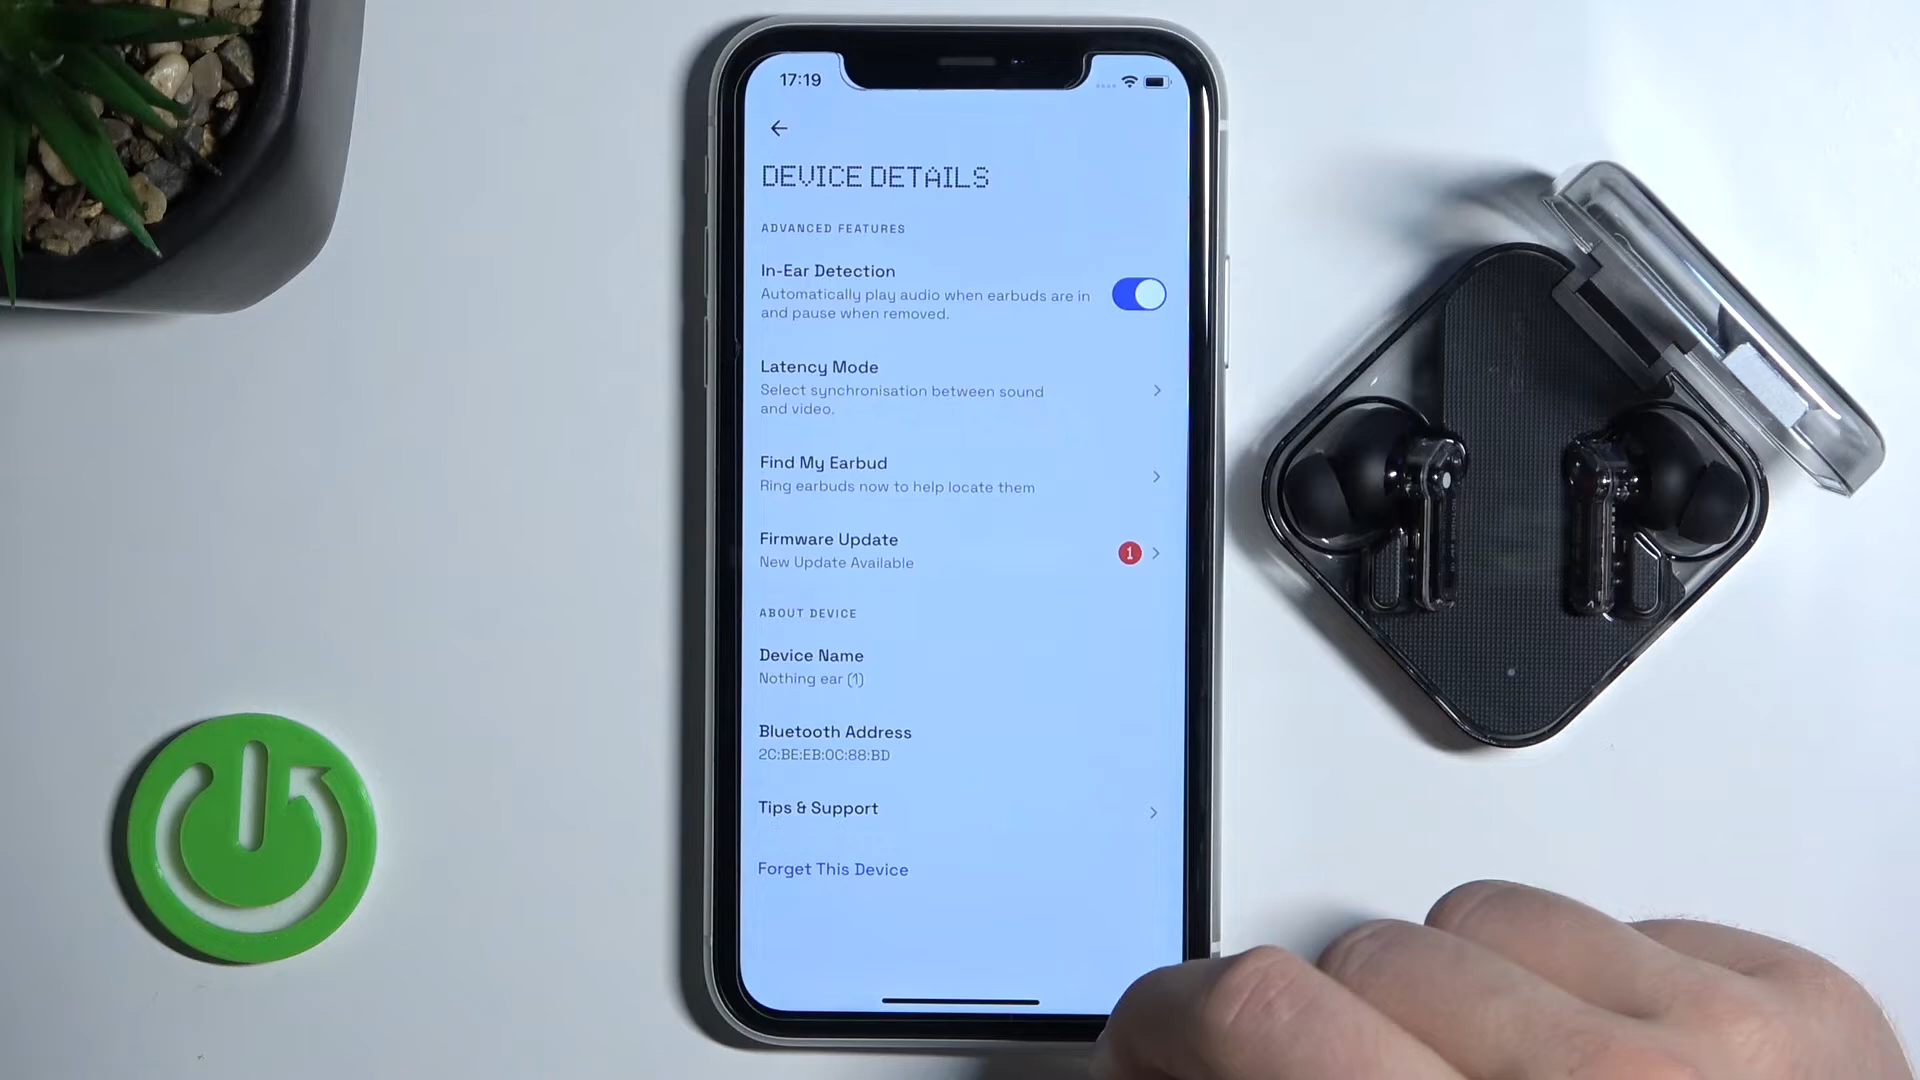 17:19
DEVICE DETAILS
ADVANCED FEATURES
In-Ear Detection
Automatically play audio when earbuds are in
and pause when removed.
Latency Mode
Select synchronisation between sound
and video.
Find My Earbud
Ring earbuds now to help locate them
Firmware Update
New Update Available
1
ABOUT DEVICE
Device Name
Nothing ear (1)
Bluetooth Address
2C:BE:EB:0C:88:BD
Tips & Support
Forget This Device